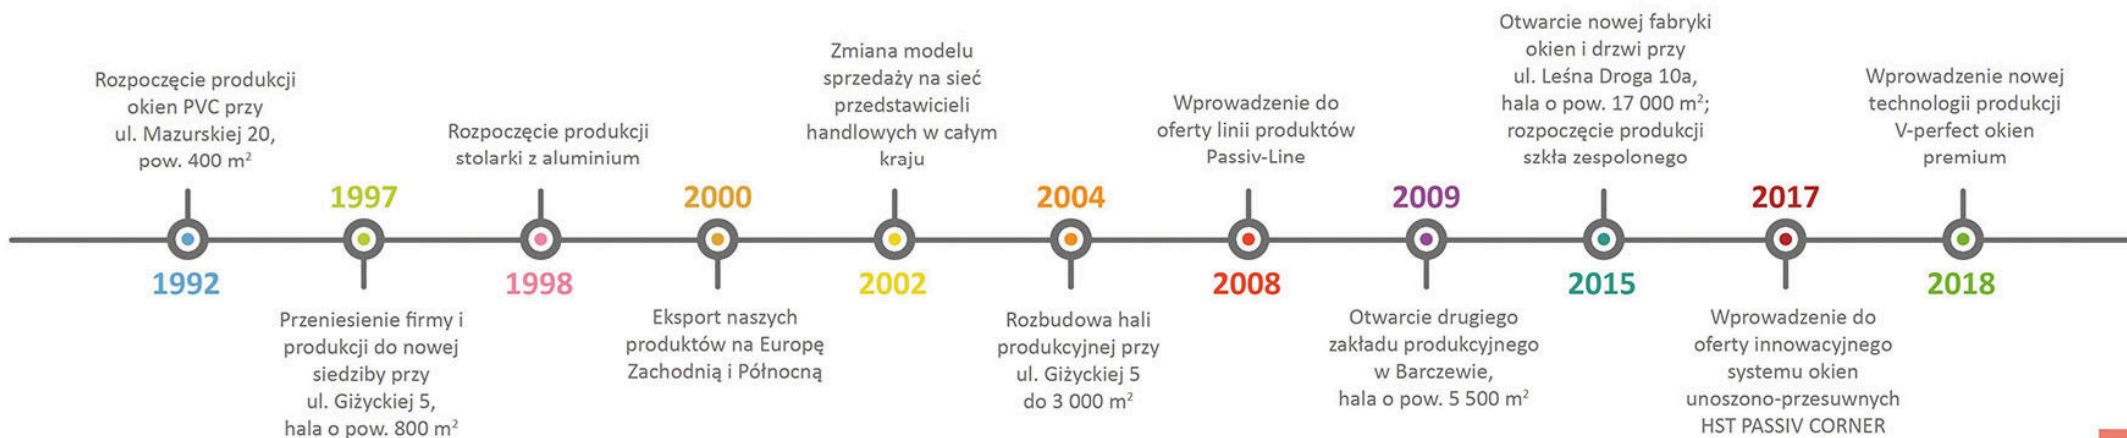 Rozpoczęcie produkcji
okien PVC przy
ul. Mazurskiej 20,
pow. 400 m²
1992
1997
Przeniesienie firmy i
produkcji do nowej
siedziby przy
ul. Giżyckiej 5,
hala o pow. 800 m²
Rozpoczęcie produkcji
stolarki z aluminium
1998
2000
Eksport naszych
produktów na Europę
Zachodnią i Północną
Zmiana modelu
sprzedaży na sieć
przedstawicieli
handlowych w całym
kraju
2002
2004
Rozbudowa hali
produkcyjnej przy
ul. Giżyckiej 5
do 3 000 m²
Wprowadzenie do
oferty linii produktów
Passiv-Line
2008
2009
Otwarcie drugiego
zakładu produkcyjnego
w Barczewie,
hala o pow. 5 500 m²
Otwarcie nowej fabryki
okien i drzwi przy
ul. Leśna Droga 10a,
hala o pow. 17 000 m²;
rozpoczęcie produkcji
szkła zespolonego
2015
2017
Wprowadzenie do
oferty innowacyjnego
systemu okien
unoszono-przesuwnych
HST PASSIV CORNER
Wprowadzenie nowej
technologii produkcji
V-perfect okien
premium
2018